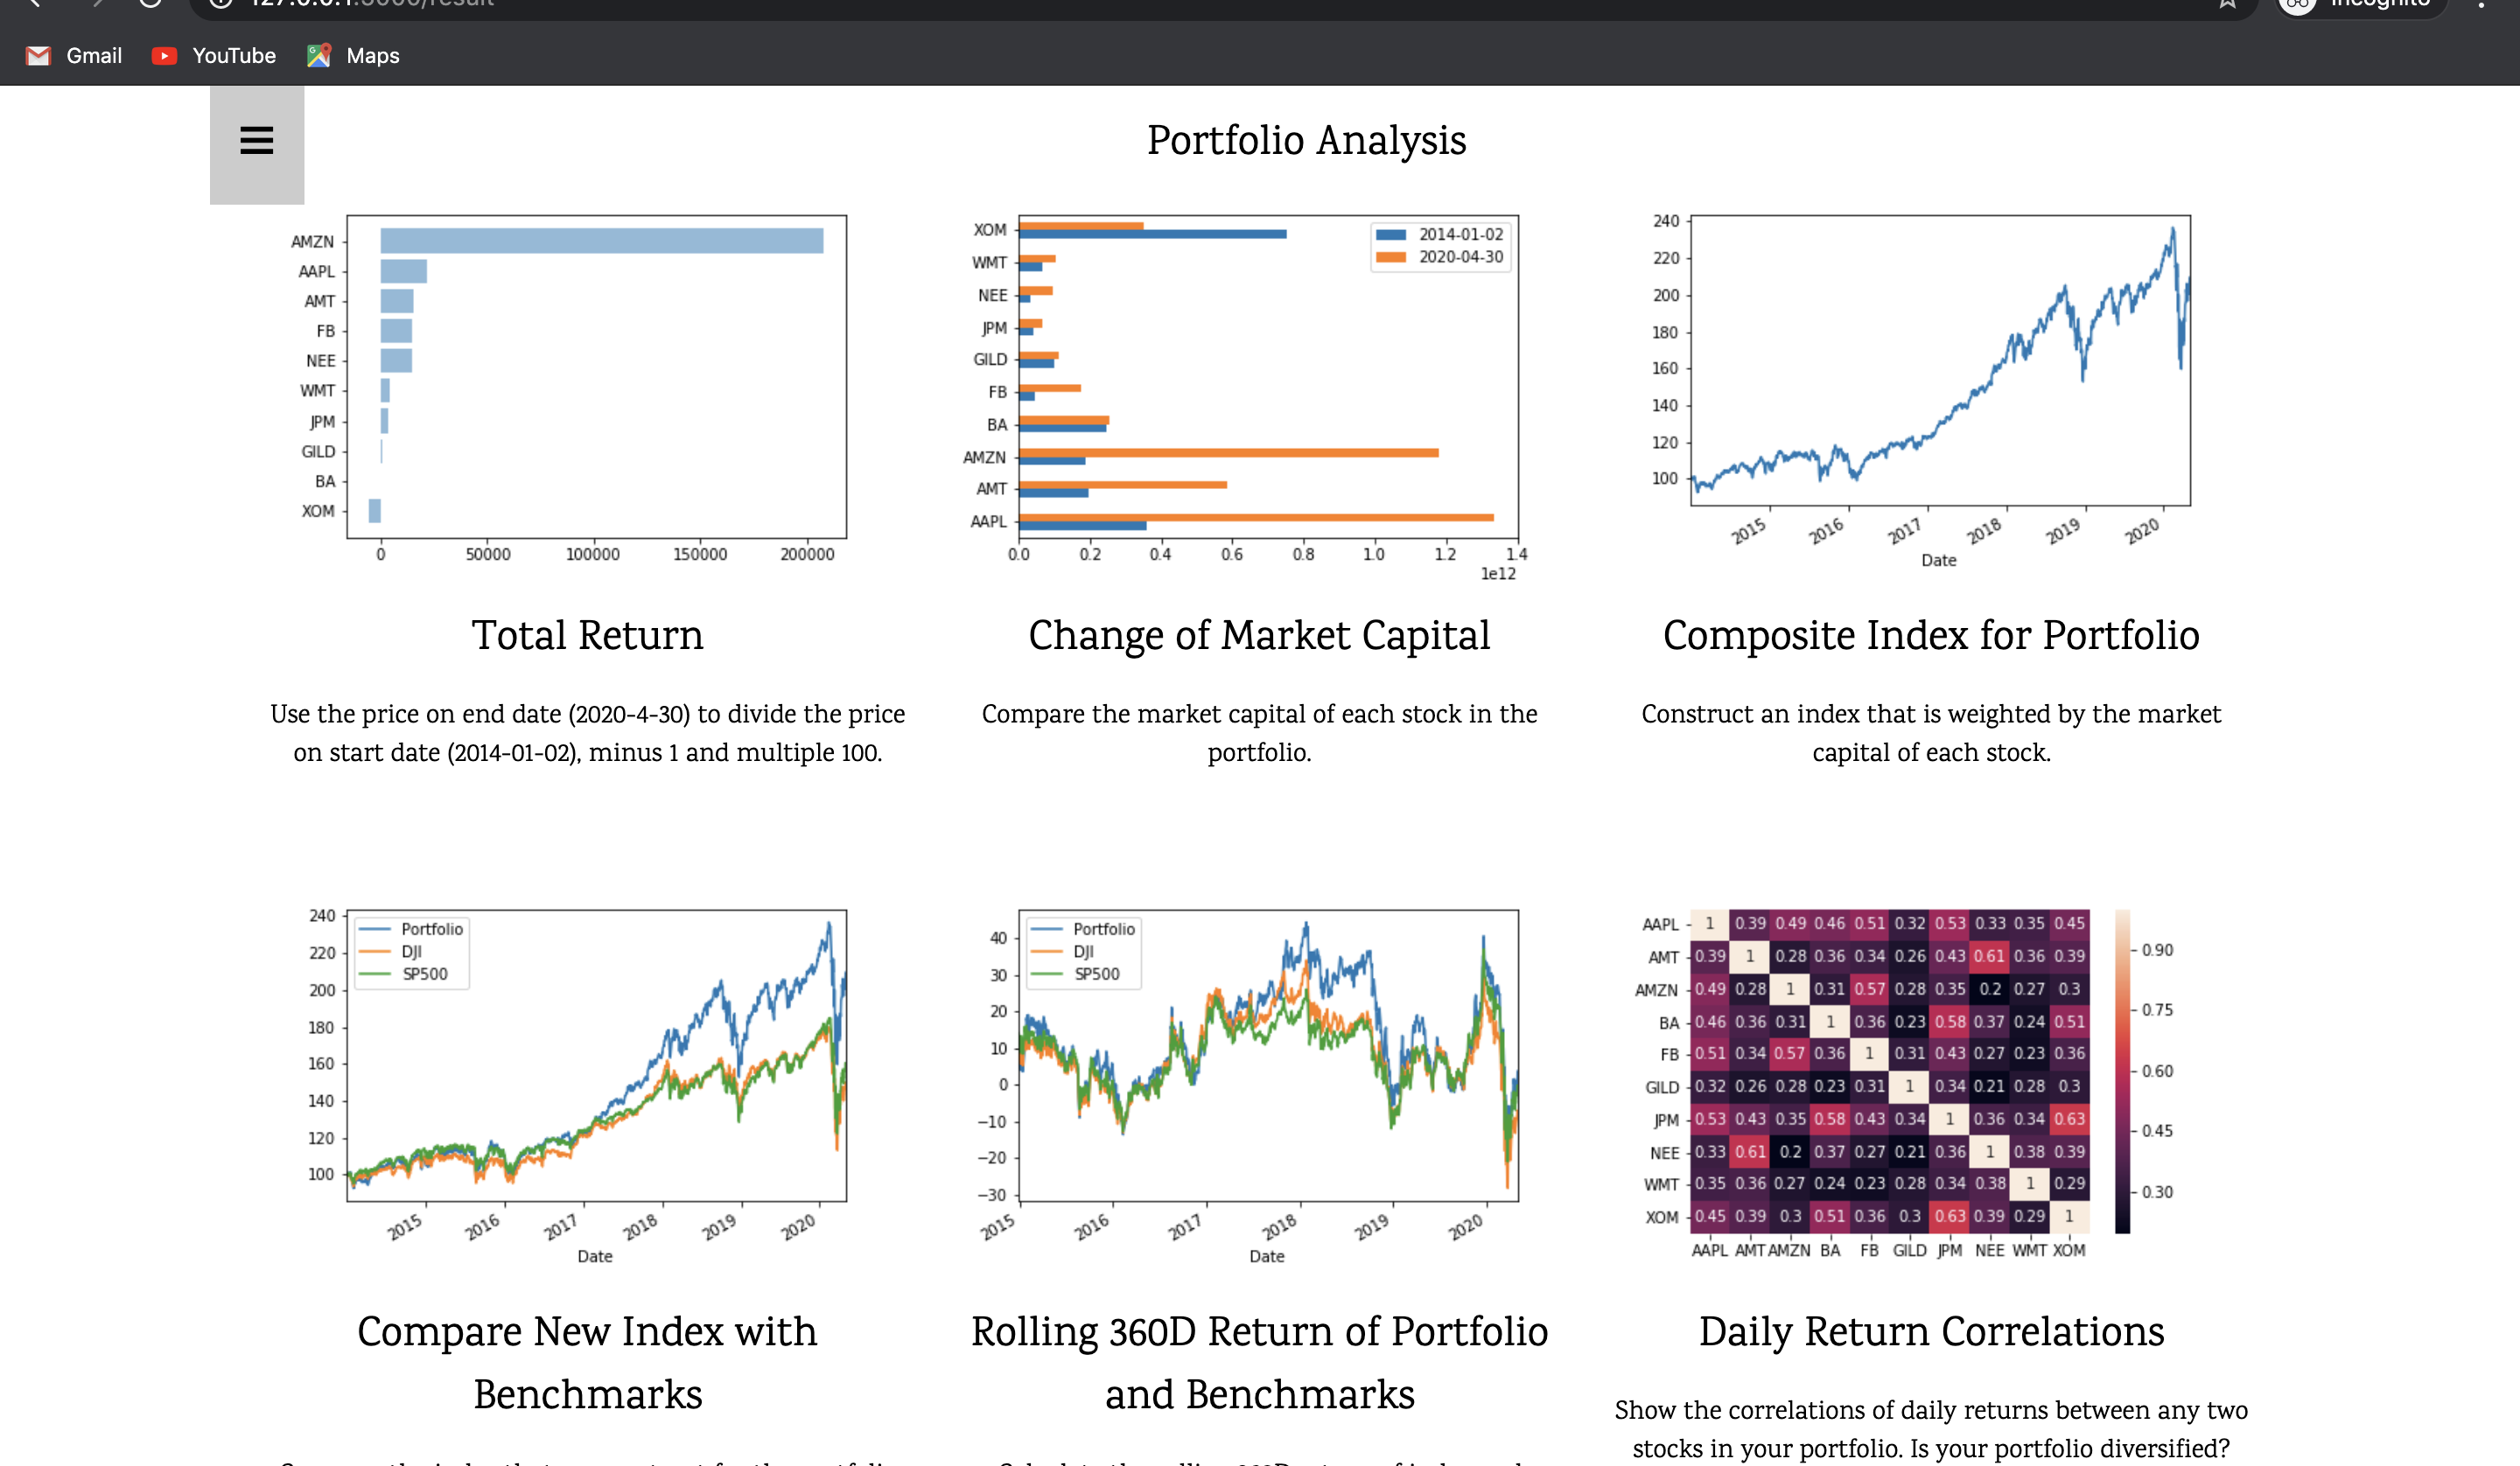 Gmail YouTube Maps
Portfolio Analysis
AMZN
AAPL
AMT
FB
NEE
WMT
JPM
GILD
BA
XOM
0 50000 100000 150000 200000
Total Return
Use the price on end date (2020-4-30) to divide the price
on start date (2014-01-02), minus 1 and multiple 100.
2014-01-02
2020-04-30
XOM
WMT
NEE
JPM
GILD
FB
BA
AMZN
AMT
AAPL
0.0 0.2 0.4 0.6 0.8 1.0 1.2 1.4
1e12
Change of Market Capital
Compare the market capital of each stock in the
portfolio.
240
220
200
180
160
140
120
100
2015 2016 2017 2018 2019 2020
Date
Composite Index for Portfolio
Construct an index that is weighted by the market
capital of each stock.
Portfolio
DJI
SP500
240
220
200
180
160
140
120
100
2015 2016 2017 2018 2019 2020
Date
Compare New Index with
Benchmarks
Portfolio
DJI
SP500
40
30
20
10
0
−10
−20
−30
2015 2016 2017 2018 2019 2020
Date
Rolling 360D Return of Portfolio
and Benchmarks
AAPL 1 0.39 0.49 0.46 0.51 0.32 0.53 0.33 0.35 0.45
AMT 0.39 1 0.28 0.36 0.34 0.26 0.43 0.61 0.36 0.39
AMZN 0.49 0.28 1 0.31 0.57 0.28 0.35 0.2 0.27 0.3
BA 0.46 0.36 0.31 1 0.36 0.23 0.58 0.37 0.24 0.51
FB 0.51 0.34 0.57 0.36 1 0.31 0.43 0.27 0.23 0.36
GILD 0.32 0.26 0.28 0.23 0.31 1 0.34 0.21 0.28 0.3
JPM 0.53 0.43 0.35 0.58 0.43 0.34 1 0.36 0.34 0.63
NEE 0.33 0.61 0.2 0.37 0.27 0.21 0.36 1 0.38 0.39
WMT 0.35 0.36 0.27 0.24 0.23 0.28 0.34 0.38 1 0.29
XOM 0.45 0.39 0.3 0.51 0.36 0.3 0.63 0.39 0.29 1
AAPL AMT AMZN BA FB GILD JPM NEE WMT XOM
0.90
0.75
0.60
0.45
0.30
Daily Return Correlations
Show the correlations of daily returns between any two
stocks in your portfolio. Is your portfolio diversified?